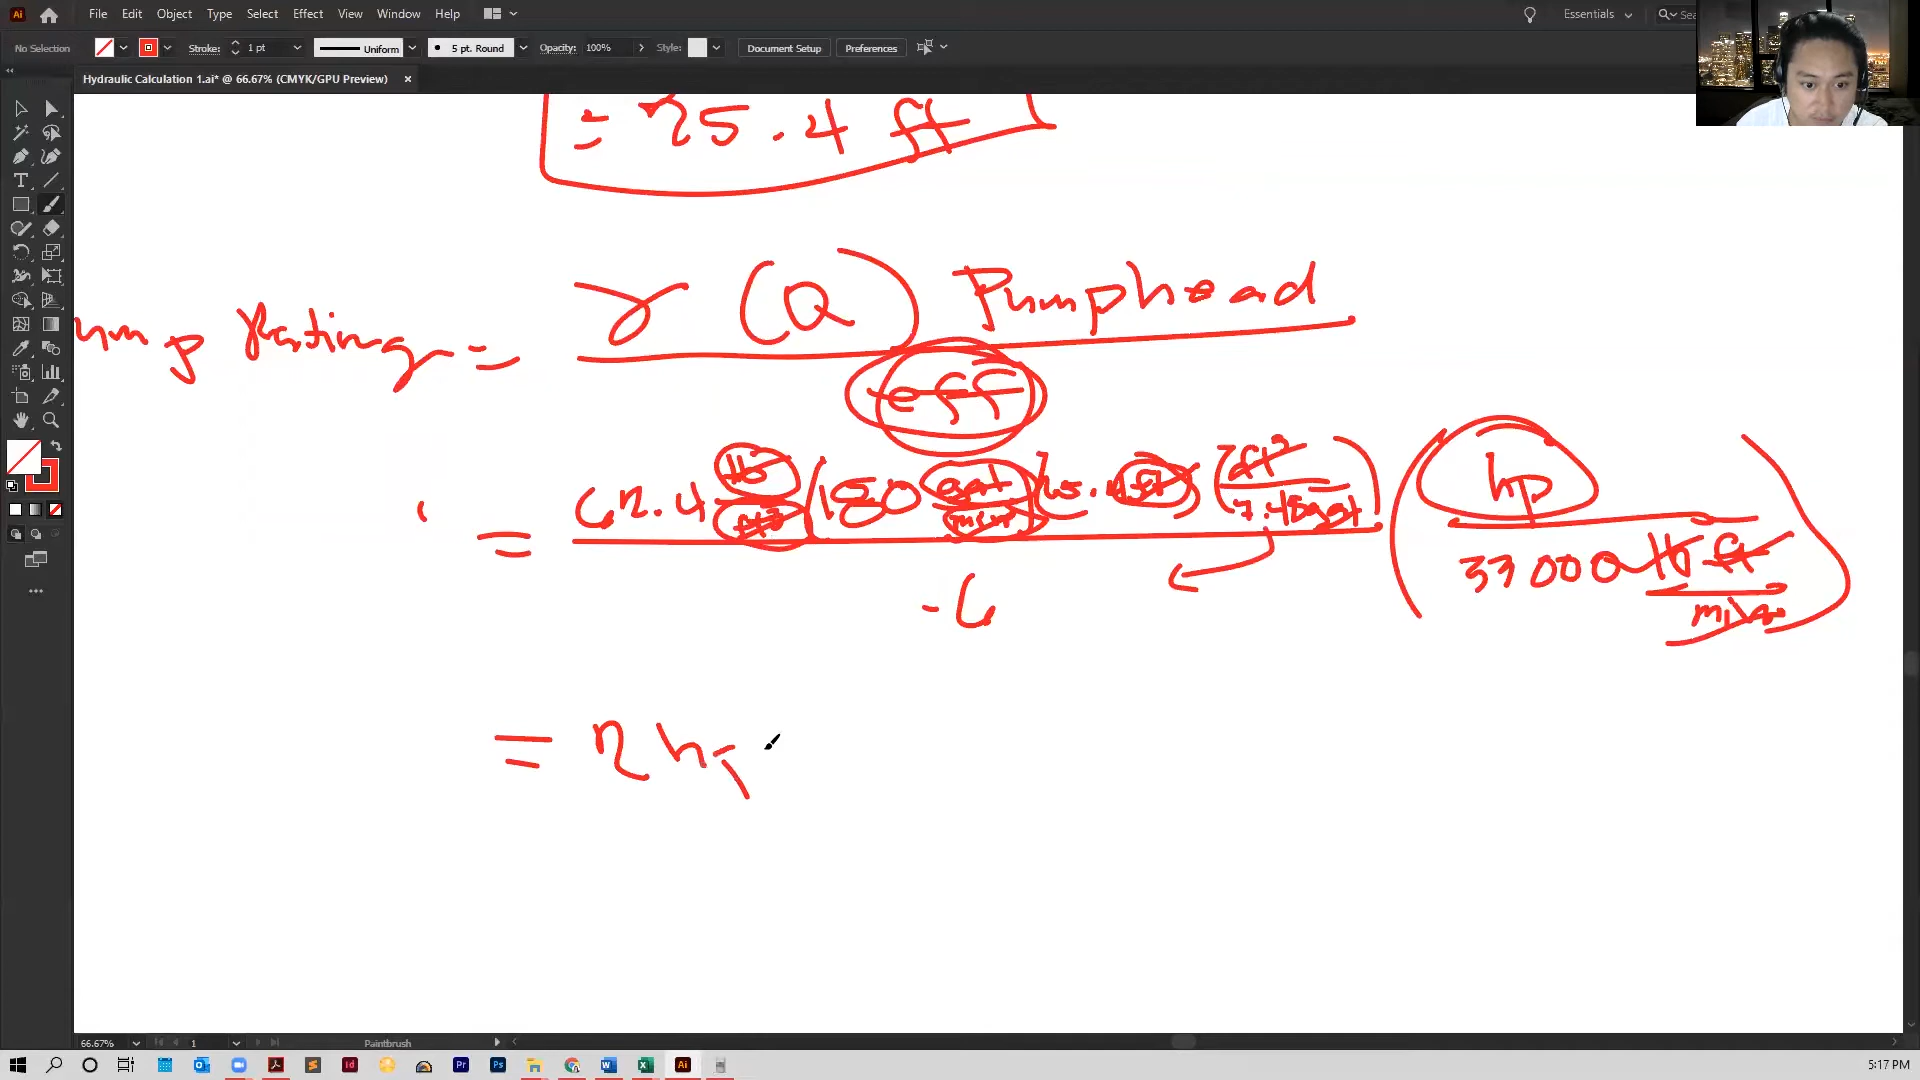 File Edit Object Type Select Effect View Window Help
Essentials
Sea
No Selection
Stroke: 1 pt
Uniform
5 pt. Round
Opacity: 100%
Style:
Document Setup
Preferences
Hydraulic Calculation 1.ai* @ 66.67% (CMYK/GPU Preview) ×
= 25.4 ft
ump Rating = γ (Q) Pumphead
eff
= 62.4 lb (180 gal 25.4 ft ft³ hp
ft³ min 7.48 gal 33000 lb ft
.6 min
= 2 hp
66.67% 1 Paintbrush
5:17 PM